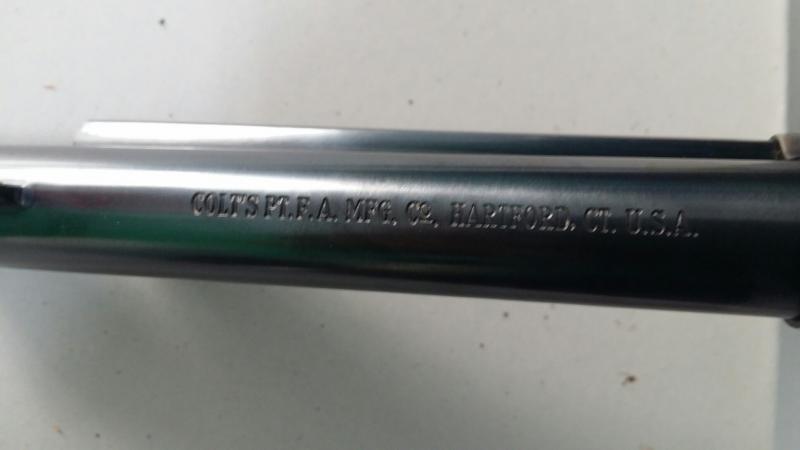 COLT'S PT. F. A. MFG. Co. HARTFORD. CT. U.S.A.